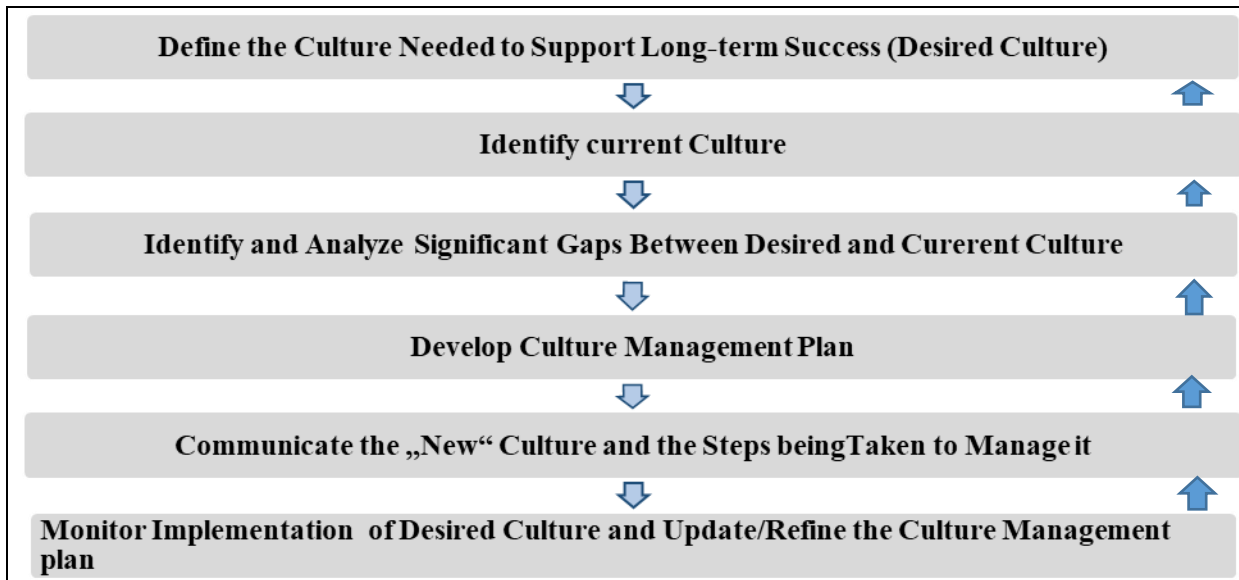 Define the Culture Needed to Support Long-term Success (Desired Culture)
Identify current Culture
Identify and Analyze Significant Gaps Between Desired and Curerent Culture
Develop Culture Management Plan
Communicate the „New“ Culture and the Steps beingTaken to Manage it
Monitor Implementation of Desired Culture and Update/Refine the Culture Management
plan